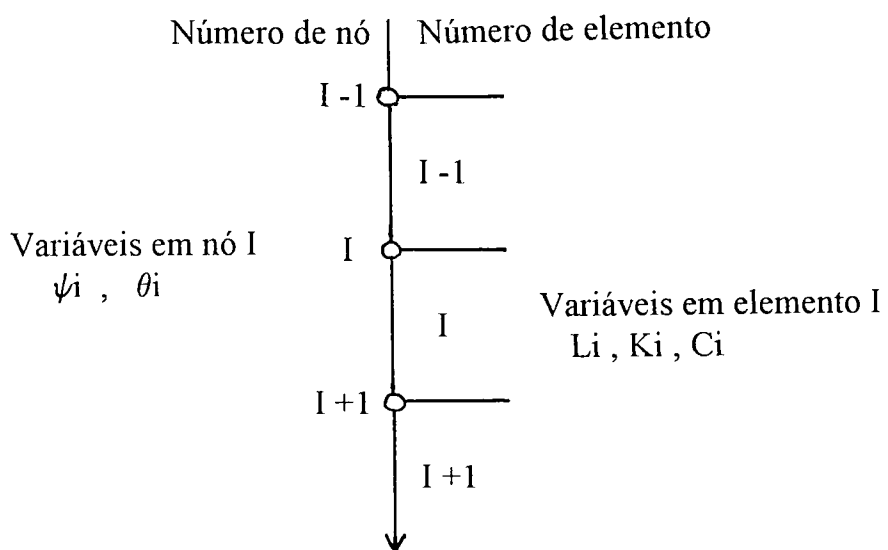 Número de nó Número de elemento
I -1
I -1
Variáveis em nó I
ψi , θi
I
I
Variáveis em elemento I
Li , Ki , Ci
I +1
I +1